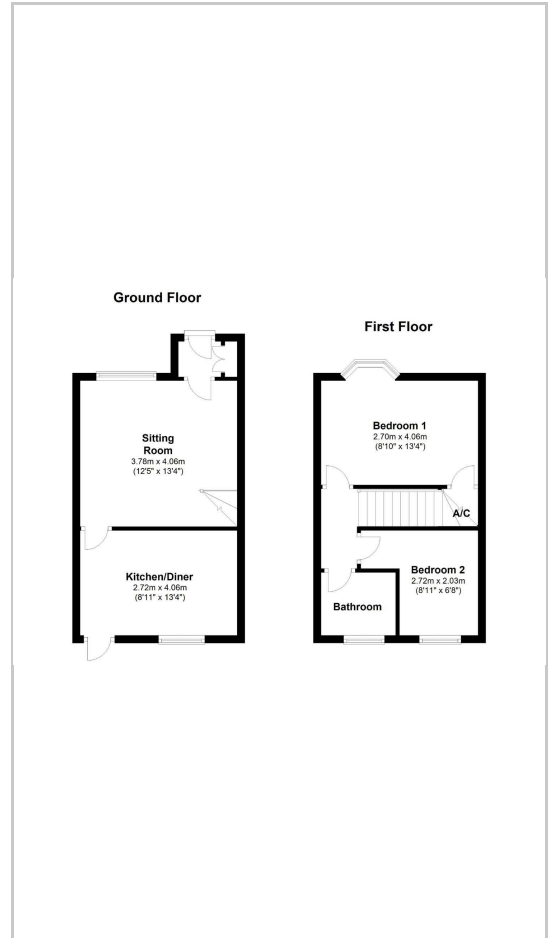 Ground Floor
Sitting
Room
3.78m x 4.06m
(12'5" x 13'4")
Kitchen/Diner
2.72m x 4.06m
(8'11" x 13'4")
First Floor
Bedroom 1
2.70m x 4.06m
(8'10" x 13'4")
A/C
Bedroom 2
2.72m x 2.03m
(8'11" x 6'8")
Bathroom